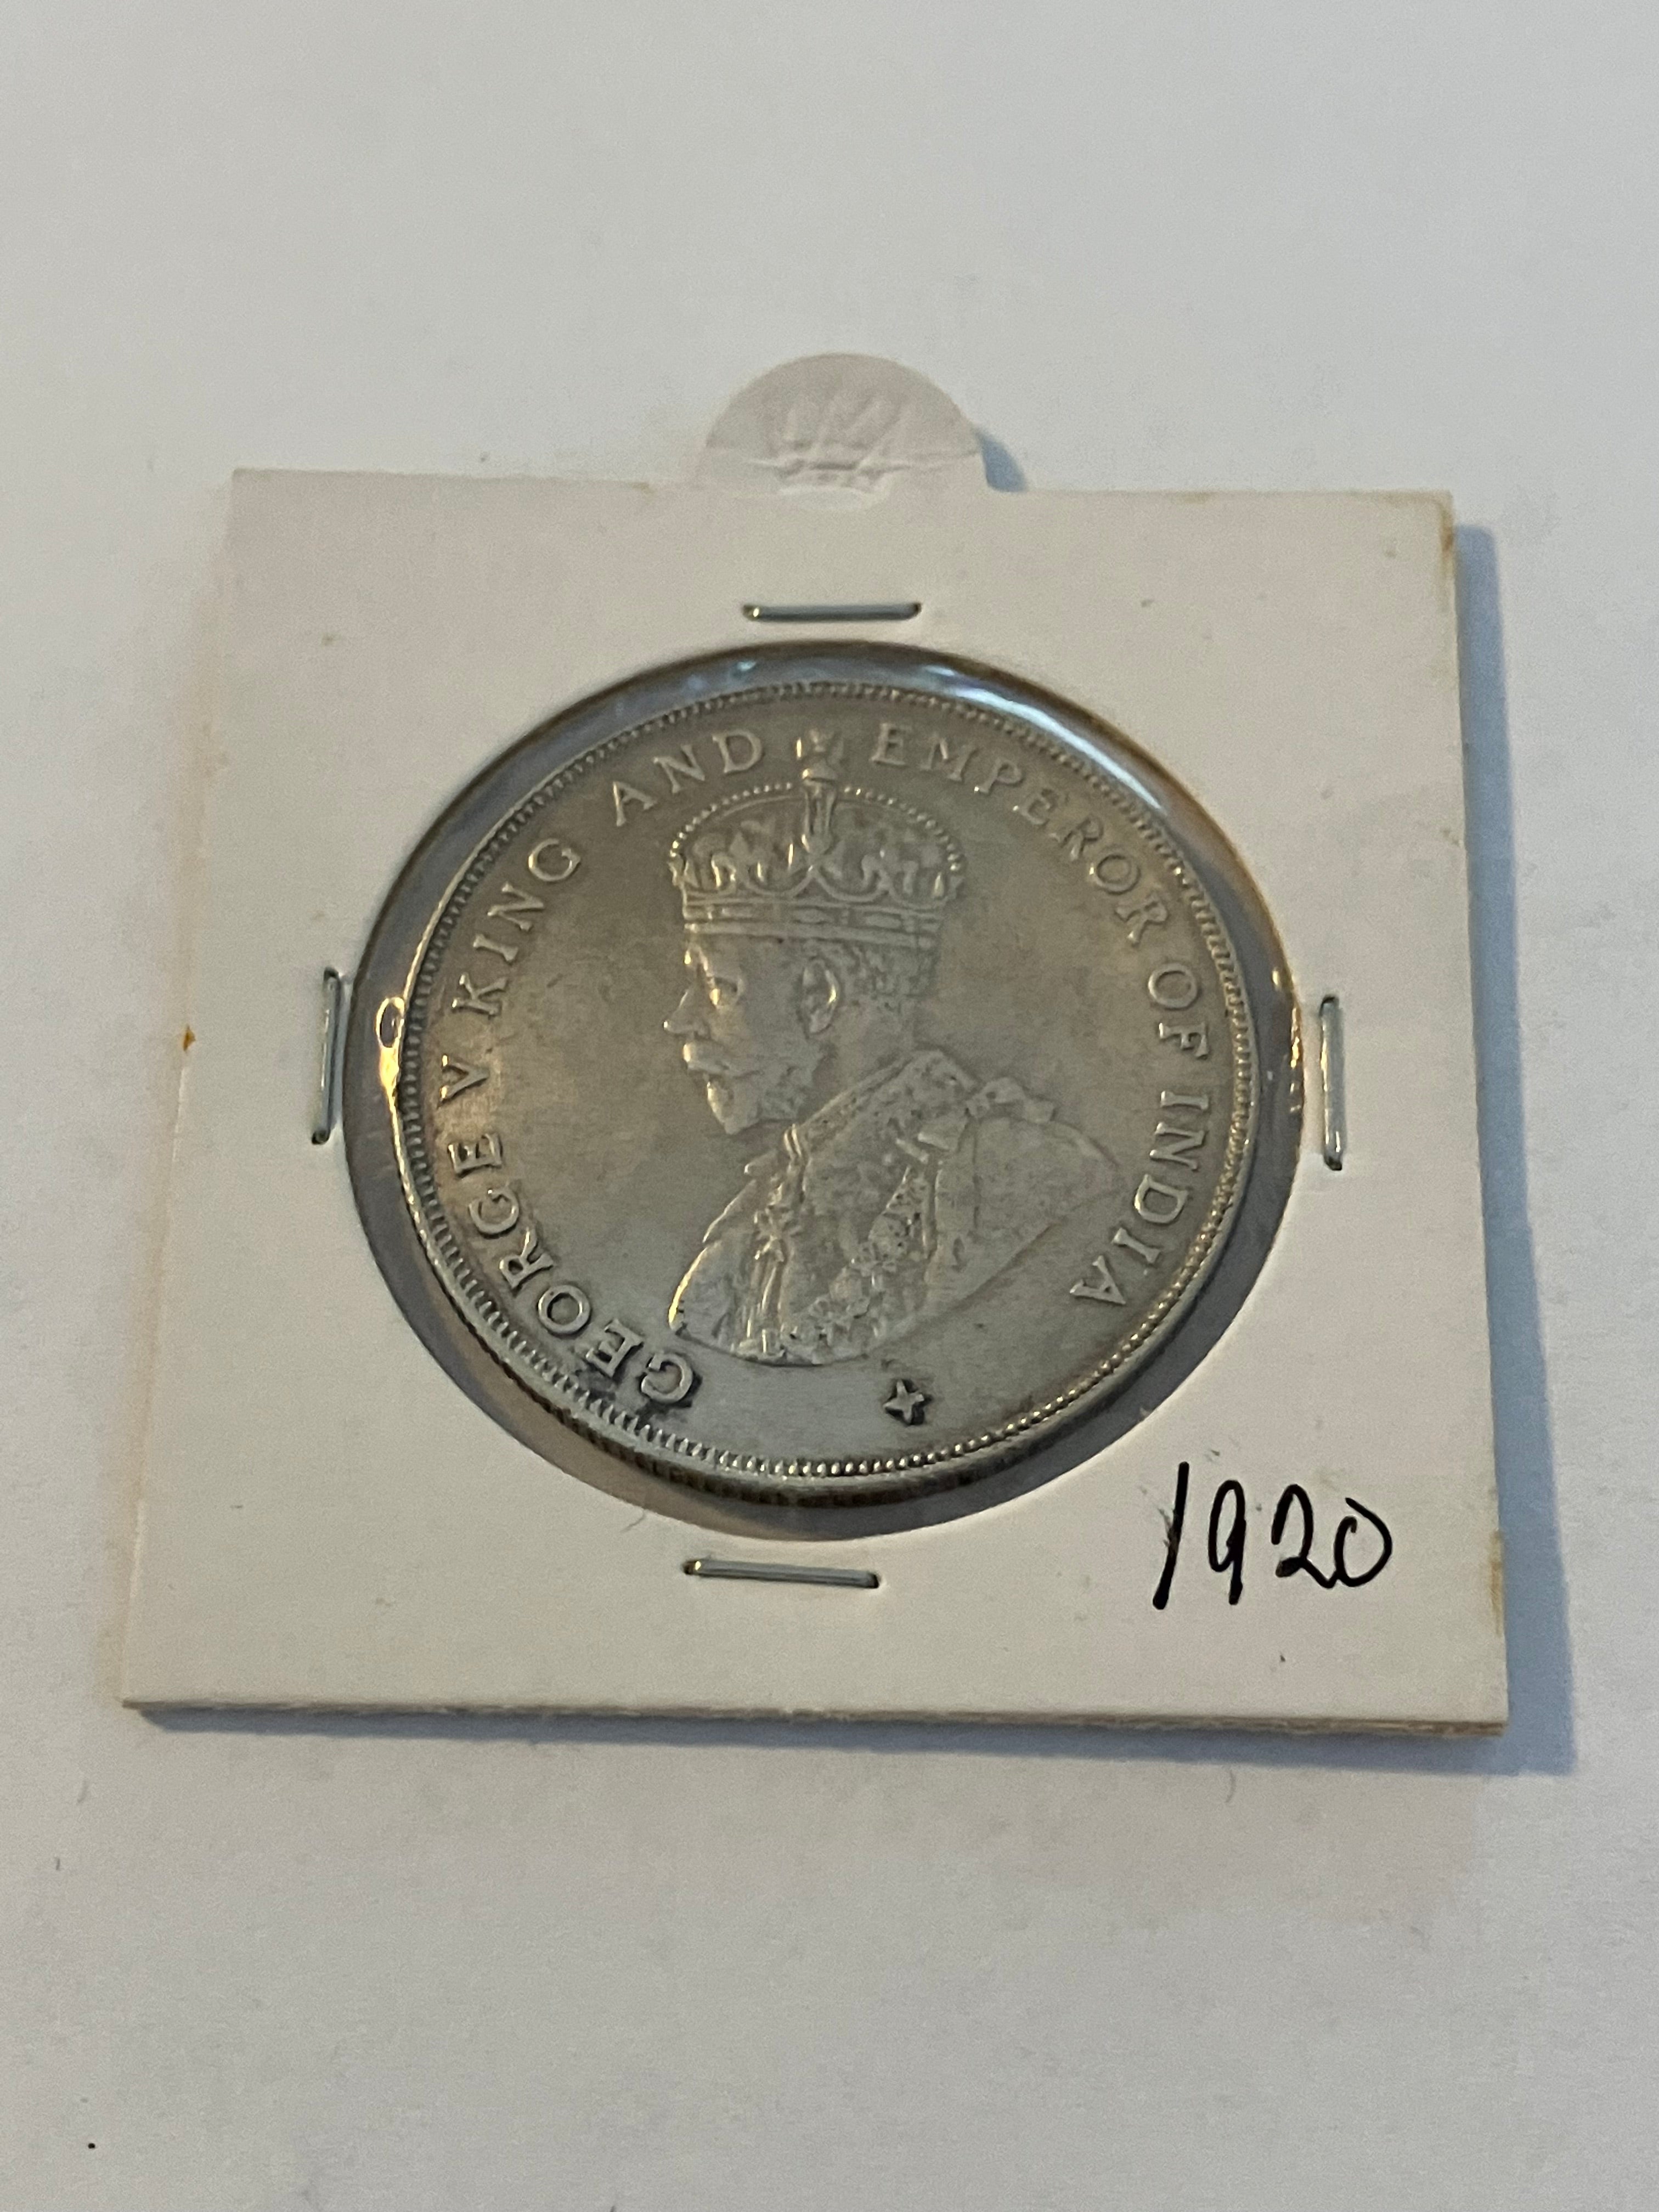 GEORGE V KING AND EMPEROR OF INDIA
1920